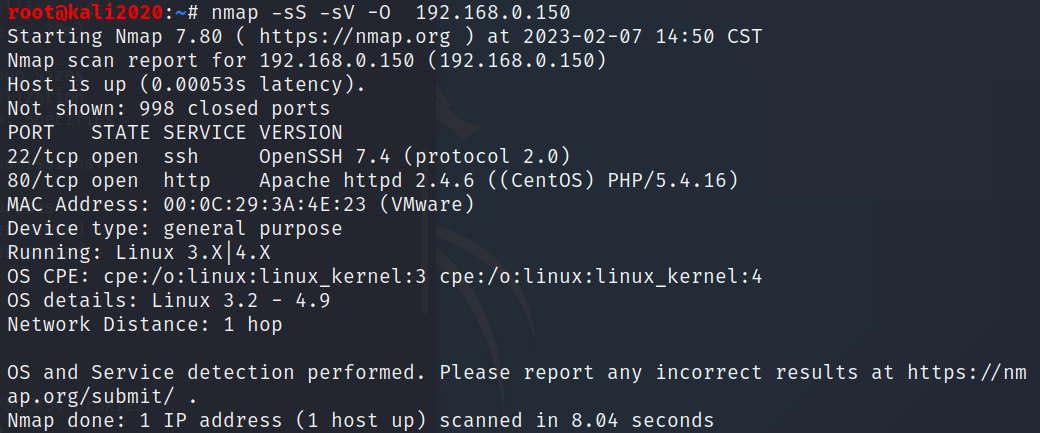 root@kali2020:~# nmap -sS -sV -O  192.168.0.150
Starting Nmap 7.80 ( https://nmap.org ) at 2023-02-07 14:50 CST
Nmap scan report for 192.168.0.150 (192.168.0.150)
Host is up (0.00053s latency).
Not shown: 998 closed ports
PORT   STATE SERVICE VERSION
22/tcp open  ssh     OpenSSH 7.4 (protocol 2.0)
80/tcp open  http    Apache httpd 2.4.6 ((CentOS) PHP/5.4.16)
MAC Address: 00:0C:29:3A:4E:23 (VMware)
Device type: general purpose
Running: Linux 3.X|4.X
OS CPE: cpe:/o:linux:linux_kernel:3 cpe:/o:linux:linux_kernel:4
OS details: Linux 3.2 - 4.9
Network Distance: 1 hop
OS and Service detection performed. Please report any incorrect results at https://nm
ap.org/submit/ .
Nmap done: 1 IP address (1 host up) scanned in 8.04 seconds